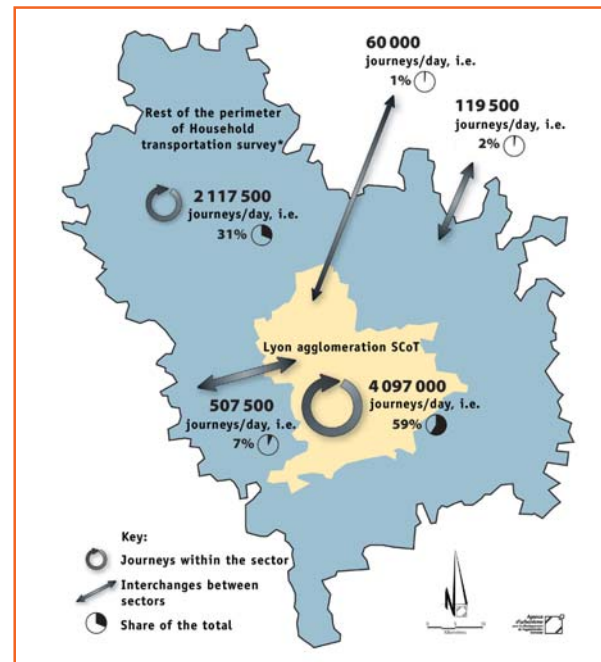 60 000
journeys/day, i.e.
1%
119 500
journeys/day, i.e.
2%
Rest of the perimeter
of Household
transportation survey*
2 117 500
journeys/day, i.e.
31%
Lyon agglomeration SCoT
4 097 000
journeys/day, i.e.
59%
507 500
journeys/day, i.e.
7%
Key:
Journeys within the sector
Interchanges between
sectors
Share of the total
N
Agence
d'urbanisme